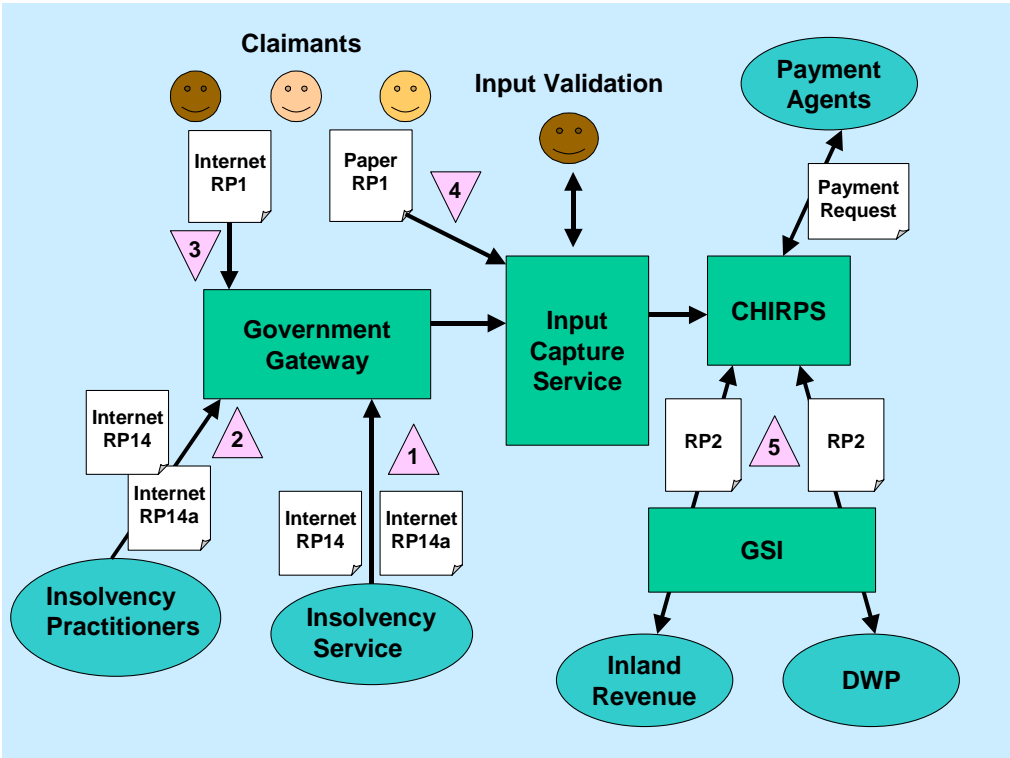 Claimants
Input Validation
Payment
Agents
Internet
RP1
Paper
RP1
4
Payment
Request
3
Government
Gateway
Input
Capture
Service
CHIRPS
Internet
RP14
2
Internet
RP14a
1
Internet
RP14
Internet
RP14a
RP2
5
RP2
GSI
Insolvency
Practitioners
Insolvency
Service
Inland
Revenue
DWP